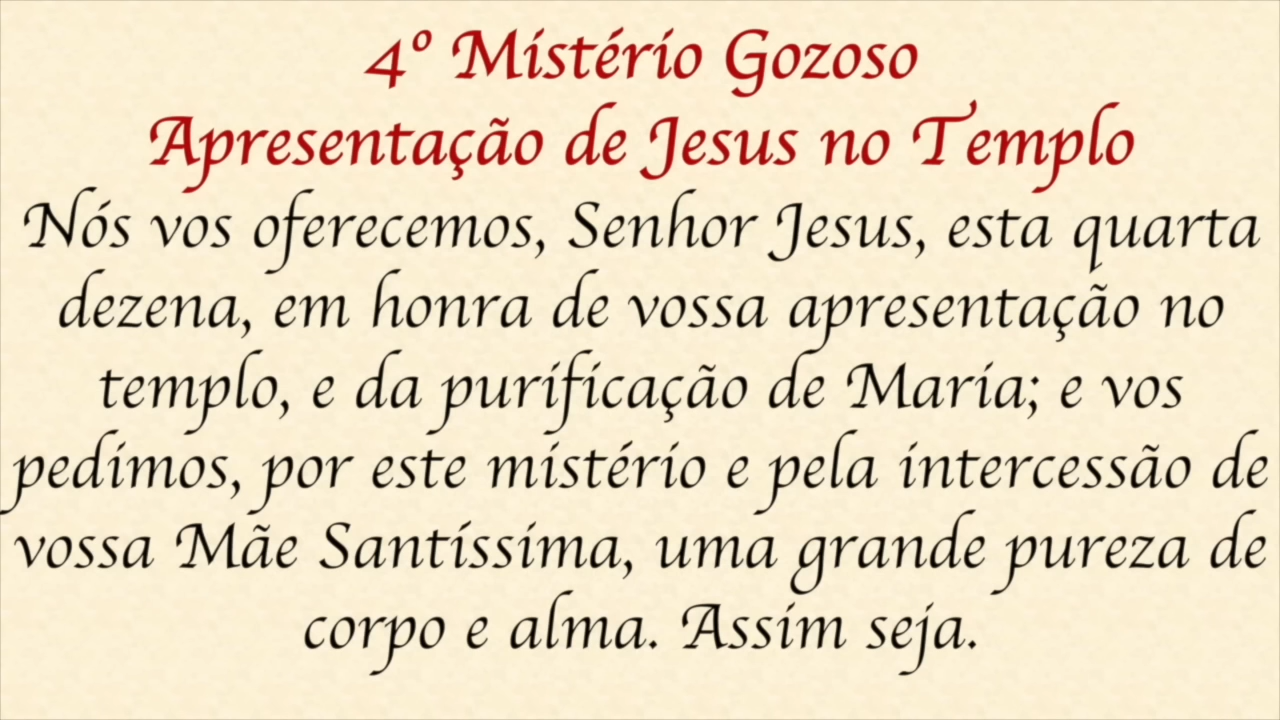 4º Mistério Gozoso
Apresentação de Jesus no Templo
Nós vos oferecemos, Senhor Jesus, esta quarta
dezena, em honra de vossa apresentação no
templo, e da purificação de Maria; e vos
pedimos, por este mistério e pela intercessão de
vossa Mãe Santíssima, uma grande pureza de
corpo e alma. Assim seja.